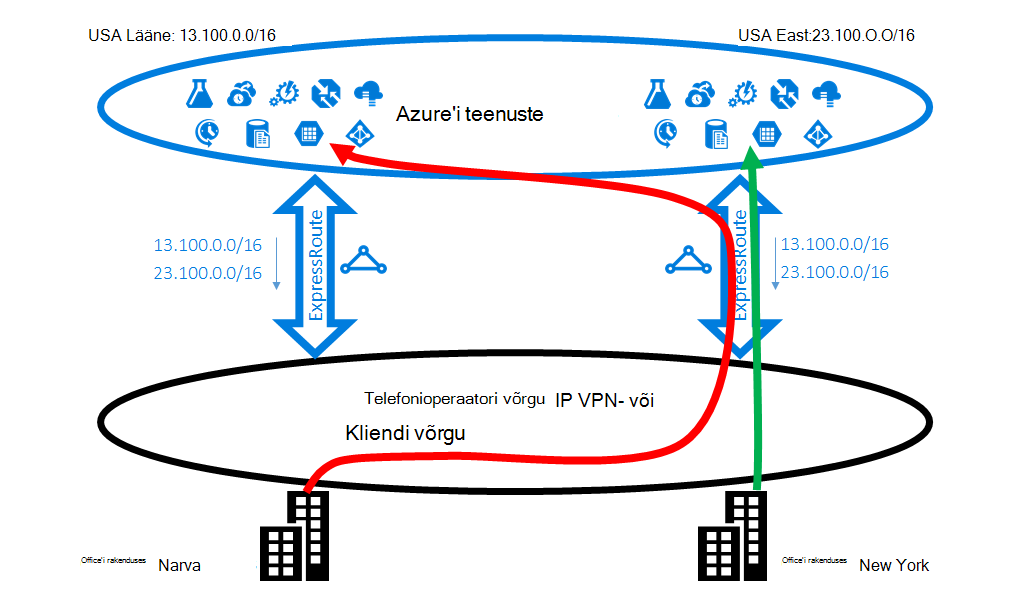 USA Lääne: 13.100.0.0/16
USA East:23.100.O.O/16
Azure'i teenuste
ExpressRoute
13.100.0.0/16
23.100.0.0/16
ExpressRoute
13.100.0.0/16
23.100.0.0/16
Telefonioperaatori võrgu IP VPN- või
Kliendi võrgu
Office'i rakenduses Narva
Office'i rakenduses New York